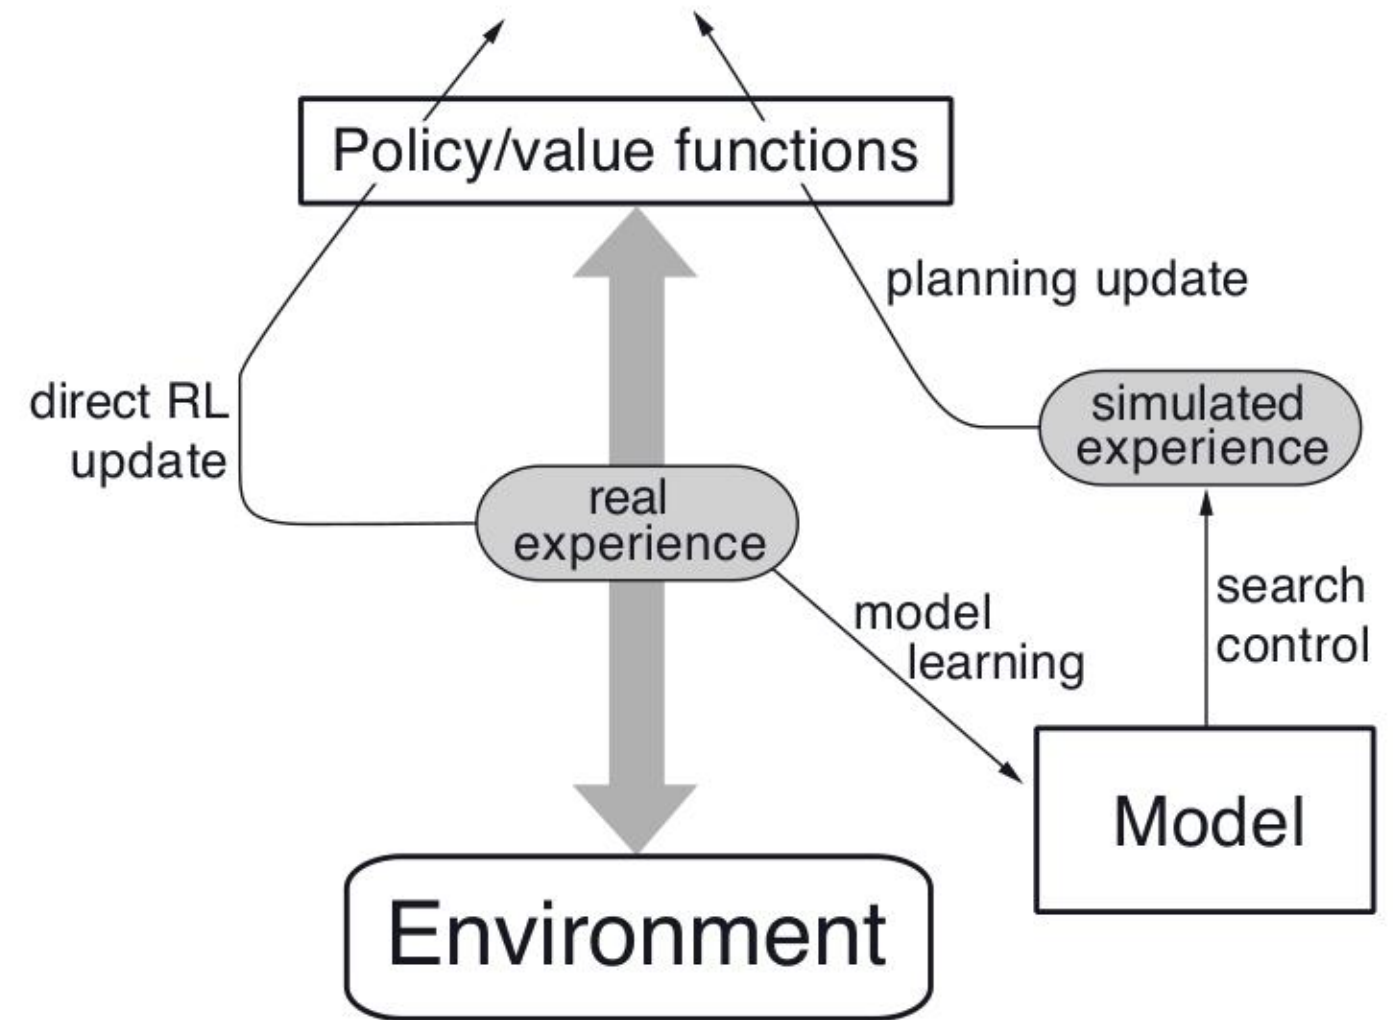 Policy/value functions
planning update
direct RL
update
simulated
experience
real
experience
model
learning
search
control
Model
Environment